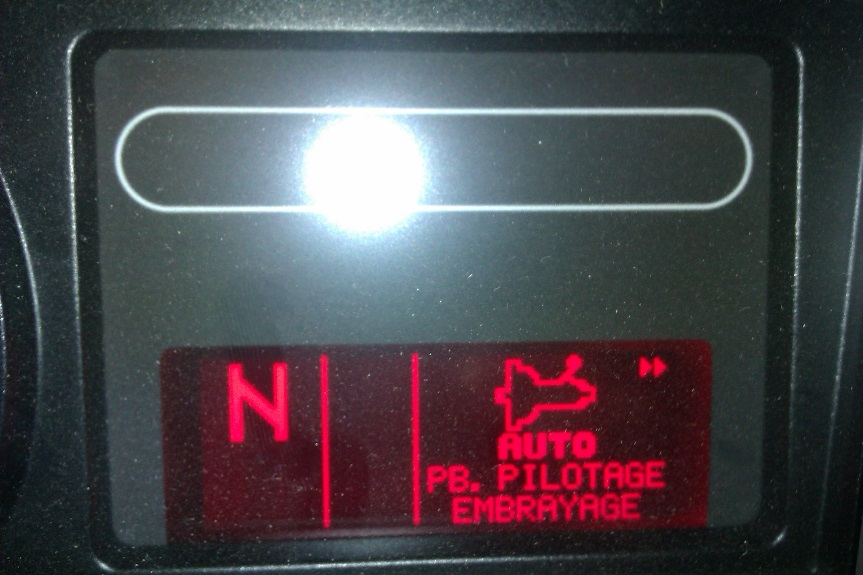 N
AUTO
PB. PILOTAGE
EMBRAYAGE